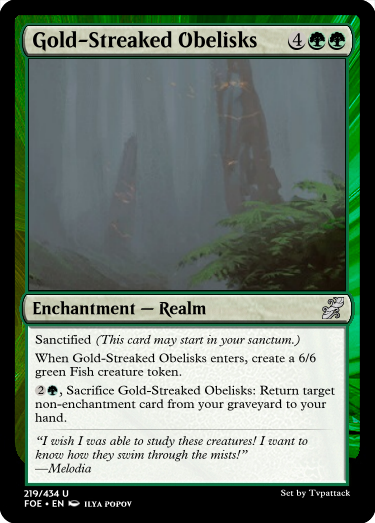 Gold-Streaked Obelisks 4
Enchantment — Realm
Sanctified (This card may start in your sanctum.)
When Gold-Streaked Obelisks enters, create a 6/6
green Fish creature token.
2, Sacrifice Gold-Streaked Obelisks: Return target
non-enchantment card from your graveyard to your
hand.
“I wish I was able to study these creatures! I want to
know how they swim through the mists!”
—Melodia
219/434 U
FOE • EN ILYA POPOV
Set by Tvpattack